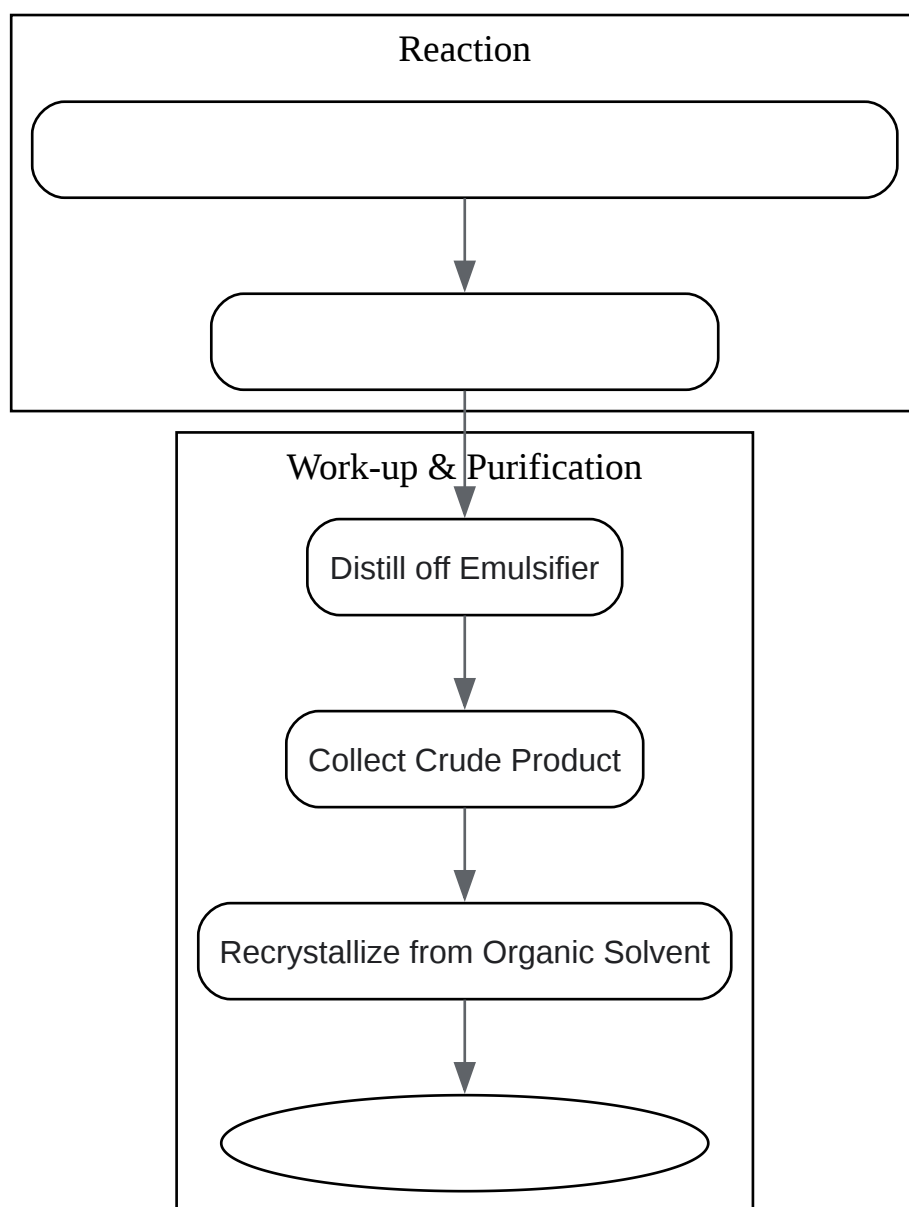 Reaction
Work-up & Purification
Distill off Emulsifier
Collect Crude Product
Recrystallize from Organic Solvent